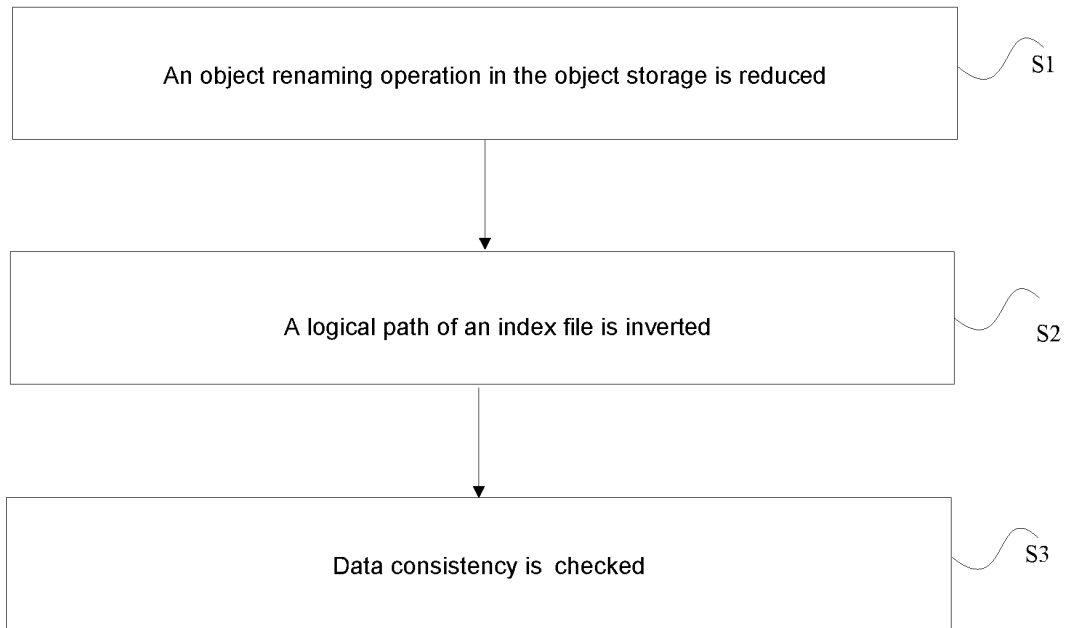 An object renaming operation in the object storage is reduced
S1
A logical path of an index file is inverted
S2
Data consistency is checked
S3